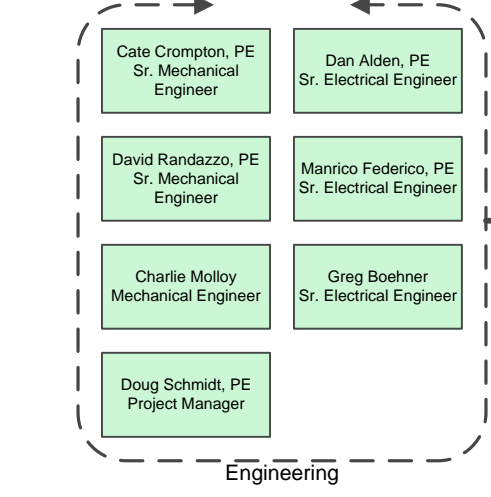 Cate Crompton, PE
Sr. Mechanical
Engineer
Dan Alden, PE
Sr. Electrical Engineer
David Randazzo, PE
Sr. Mechanical
Engineer
Manrico Federico, PE
Sr. Electrical Engineer
Charlie Molloy
Mechanical Engineer
Greg Boehner
Sr. Electrical Engineer
Doug Schmidt, PE
Project Manager
Engineering